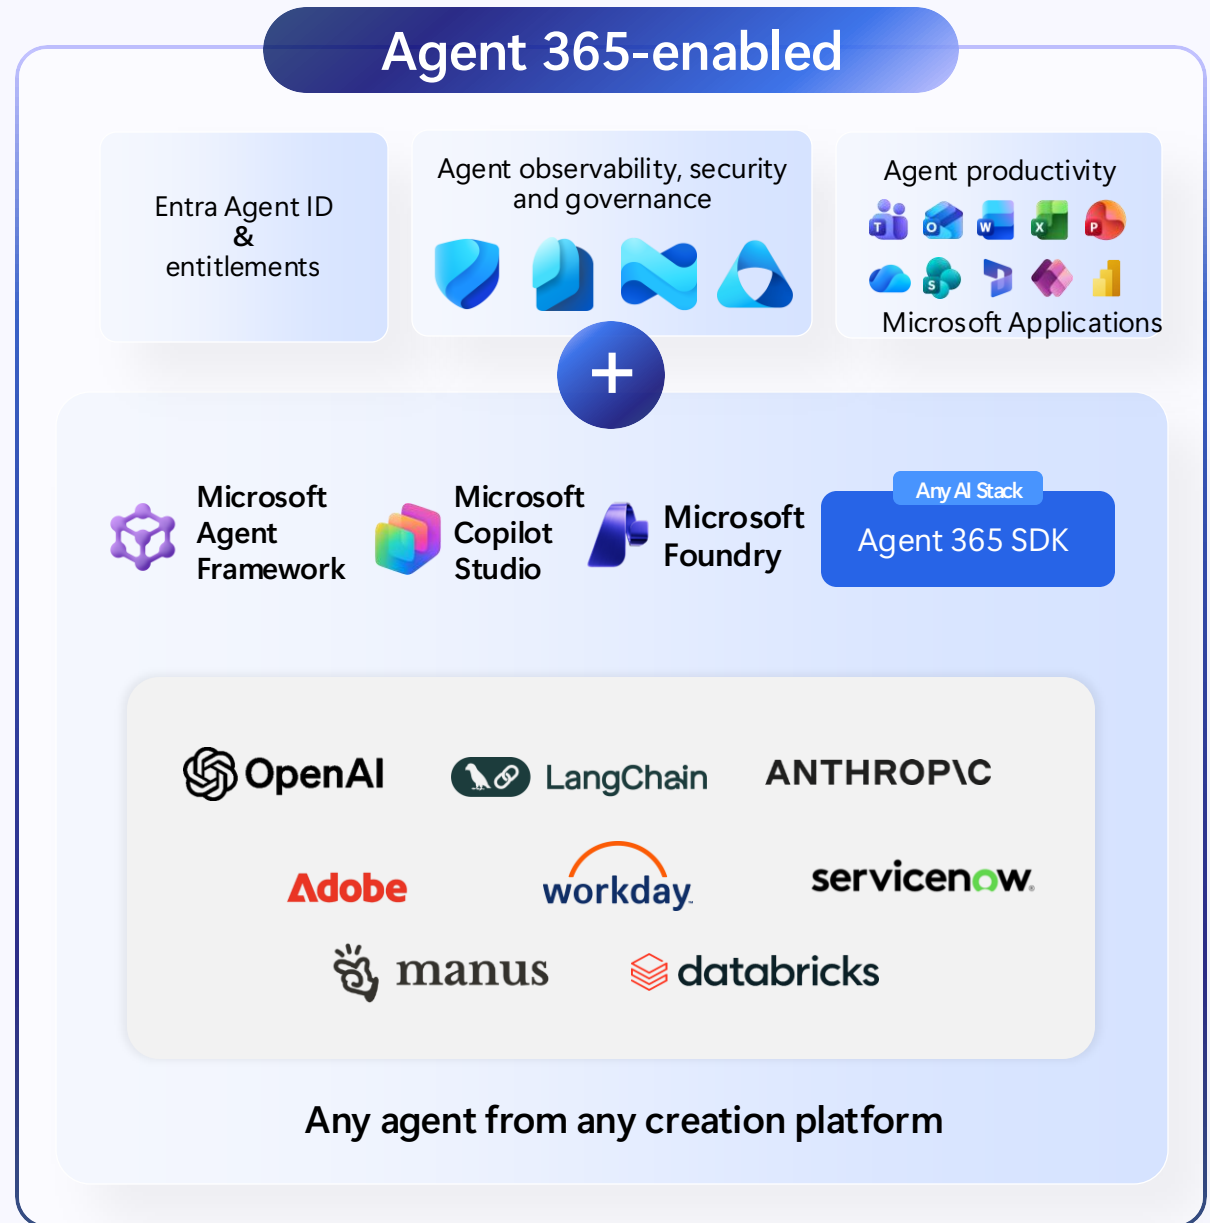 Agent 365-enabled
Entra Agent ID
&
entitlements
Agent observability, security
and governance
Agent productivity
T
O
W
X
P
S
Microsoft Applications
+
Microsoft
Agent
Framework
Microsoft
Copilot
Studio
Microsoft
Foundry
Any AI Stack
Agent 365 SDK
OpenAI
LangChain
ANTHROP\C
Adobe
workday™
servicenow®
manus
databricks
Any agent from any creation platform